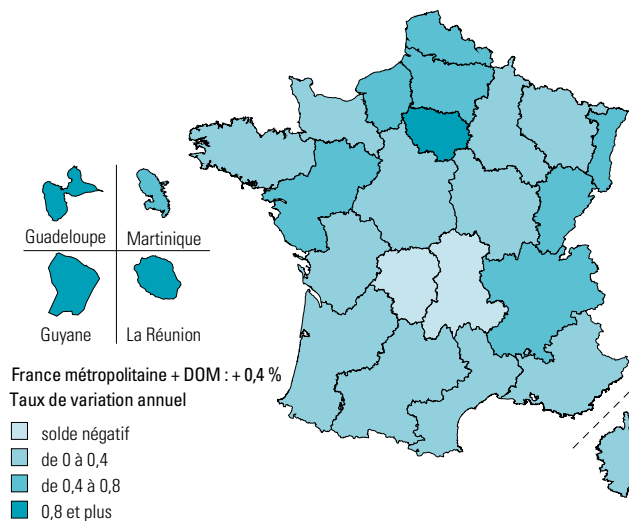 Guadeloupe
Martinique
Guyane
La Réunion
France métropolitaine + DOM : + 0,4 %
Taux de variation annuel
solde négatif
de 0 à 0,4
de 0,4 à 0,8
0,8 et plus